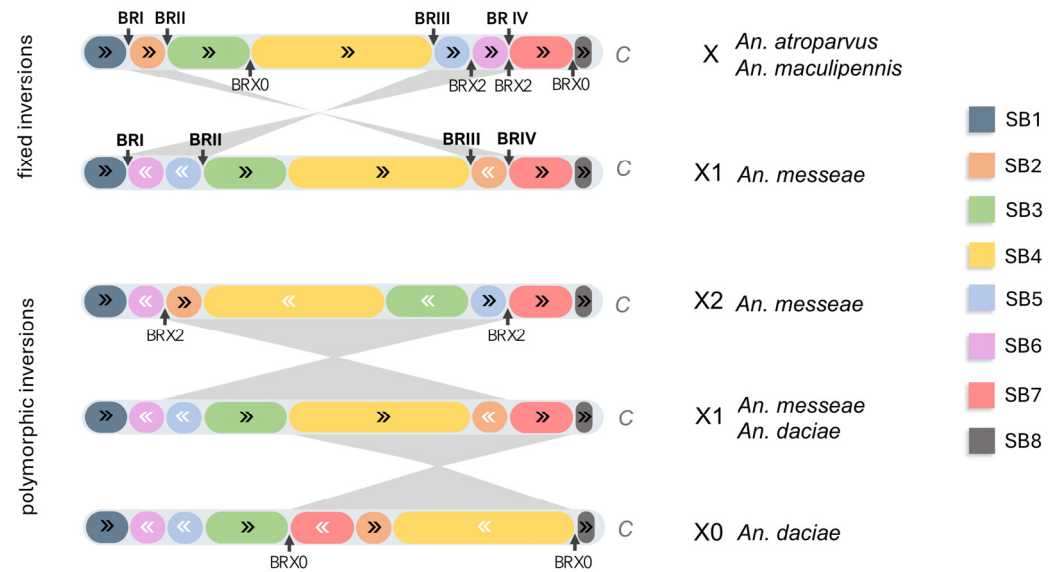 fixed inversions
BRI BRII BRIII BR IV
» » » » » » » » C
BRX0 BRX2 BRX2 BRX0
X An. atroparvus
An. maculipennis
BRI BRII BRIII BRIV
» « « » » « » » C
X1 An. messeae
polymorphic inversions
» « » « « » » » C
BRX2 BRX2
X2 An. messeae
» « « » » « » » C
X1 An. messeae
An. daciae
» « « » « » « » C
BRX0 BRX0
X0 An. daciae
SB1
SB2
SB3
SB4
SB5
SB6
SB7
SB8